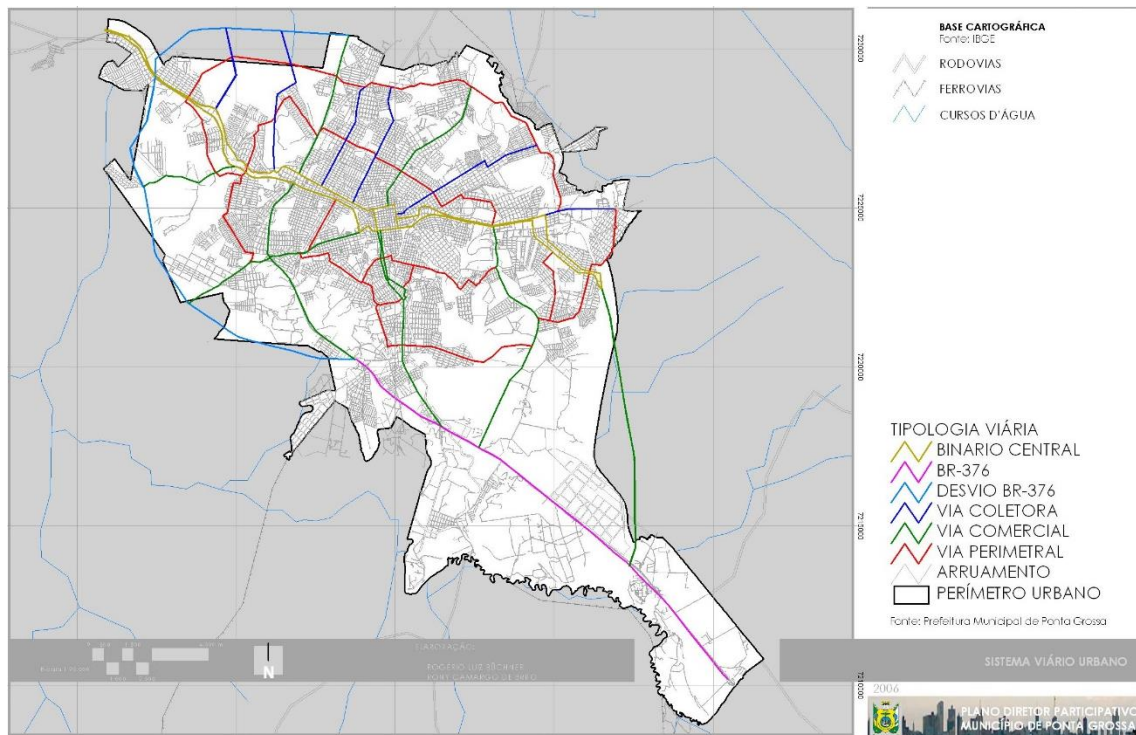 BASE CARTOGRÁFICA
Fonte: IBGE
RODOVIAS
FERROVIAS
CURSOS D'ÁGUA
7215000
TIPOLOGIA VIÁRIA
BINARIO CENTRAL
BR-376
DESVIO BR-376
VIA COLETORA
VIA COMERCIAL
VIA PERIMETRAL
ARRUAMENTO
PERÍMETRO URBANO
Fonte: Prefeitura Municipal de Ponta Grossa
ELABORAÇÃO:
N
SISTEMA VIÁRIO URBANO
7210000
2006
PLANO DIRETOR PARTICIPATIVO
MUNICÍPIO DE PONTA GROSSA